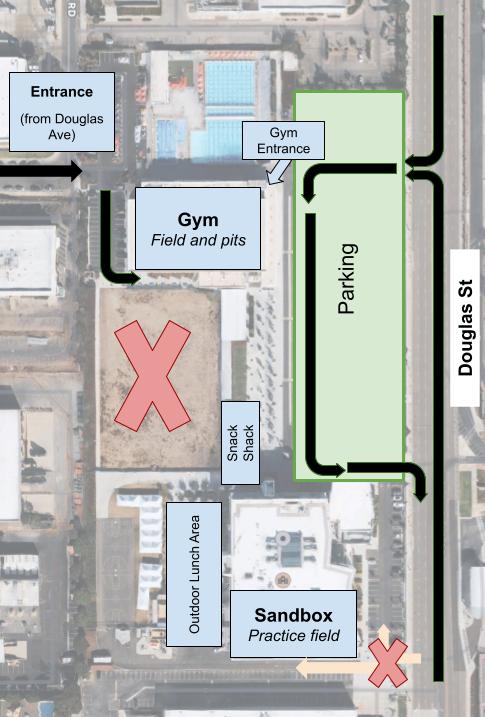 RD
Entrance
(from Douglas
Ave)
Gym
Entrance
Gym
Field and pits
Parking
Douglas St
Snack
Shack
Outdoor Lunch Area
Sandbox
Practice field